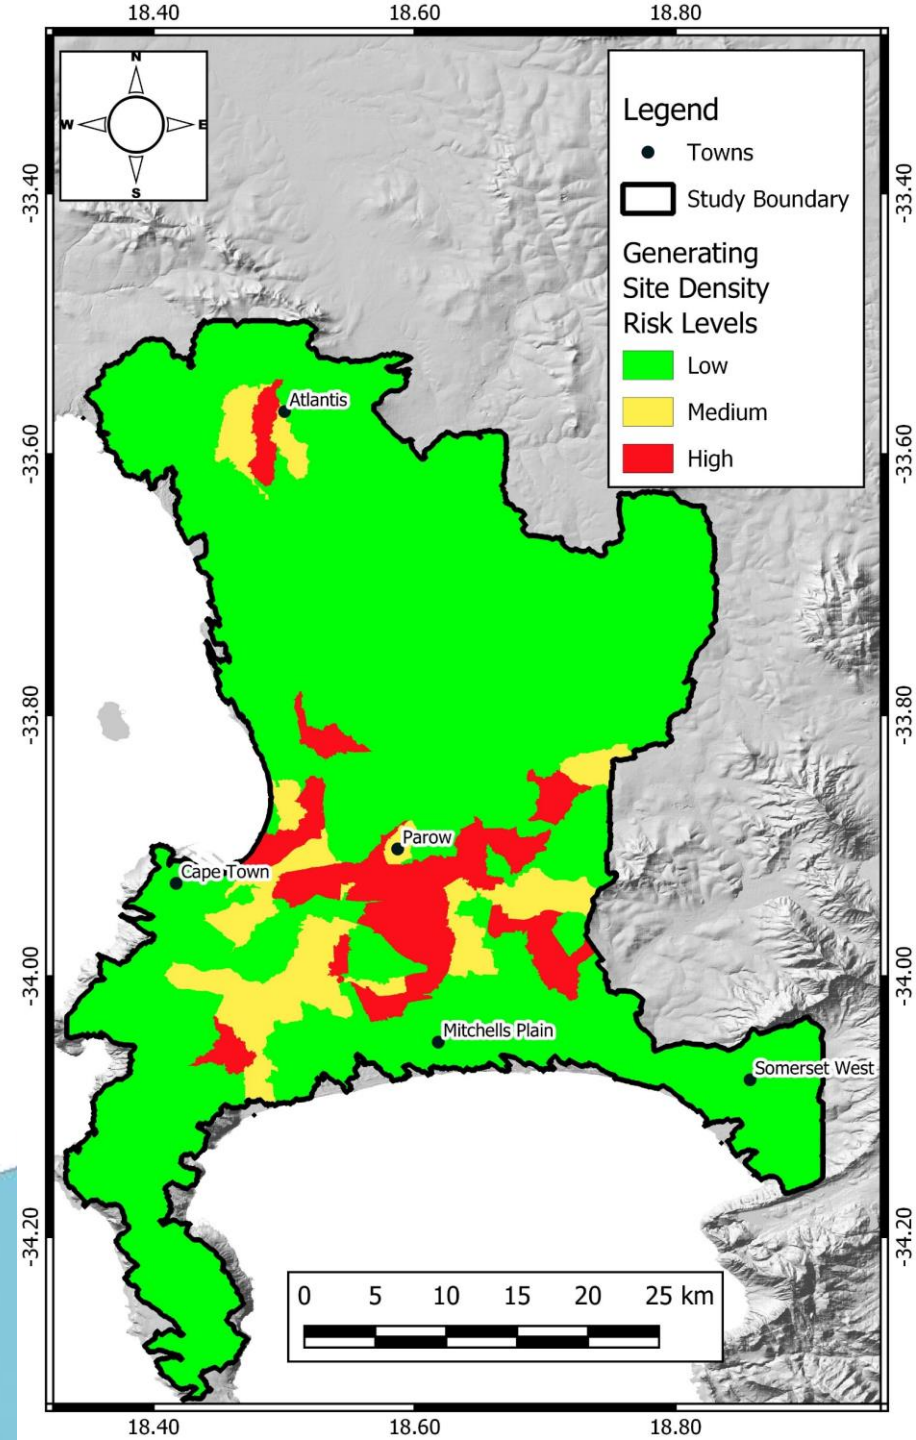 18.40 18.60 18.80
N
W E
S
Legend
Towns
Study Boundary
Generating
Site Density
Risk Levels
Low
Medium
High
-33.40 -33.40
-33.60 -33.60
-33.80 -33.80
-34.00 -34.00
-34.20 -34.20
Atlantis
Parow
Cape Town
Mitchells Plain
Somerset West
0 5 10 15 20 25 km
18.40 18.60 18.80